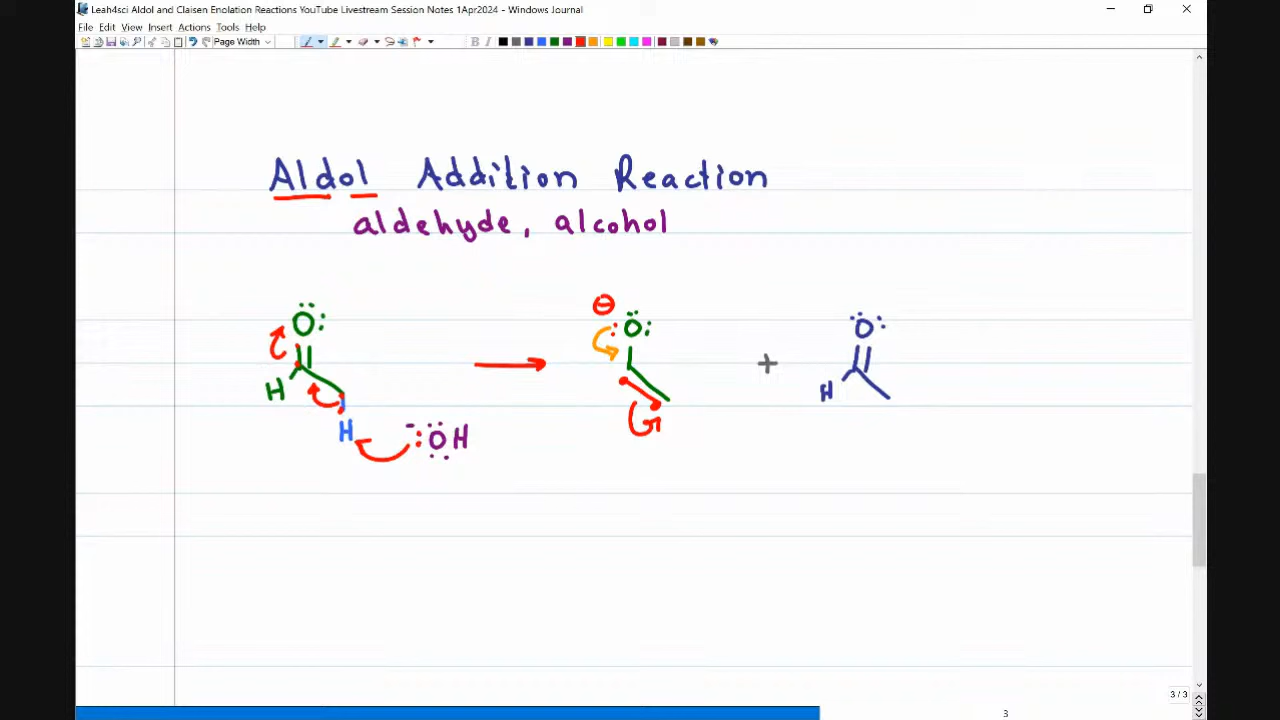 Leah4sci Aldol and Claisen Enolation Reactions YouTube Livestream Session Notes 1Apr2024 - Windows Journal
File Edit View Insert Actions Tools Help
Page Width B I
Aldol Addition Reaction
aldehyde, alcohol
O O O
H + H
H OH
3 / 3
3